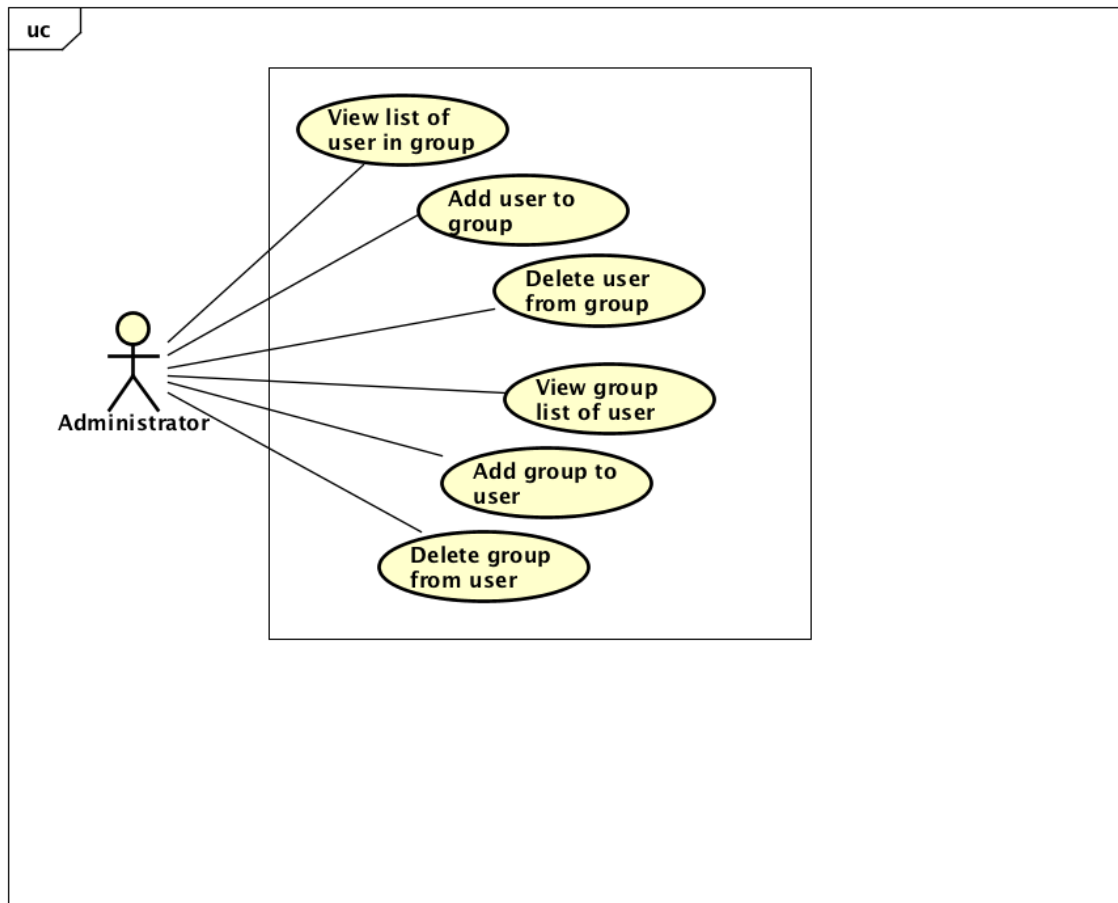 uc
View list of
user in group
Add user to
group
Delete user
from group
View group
list of user
Administrator
Add group to
user
Delete group
from user